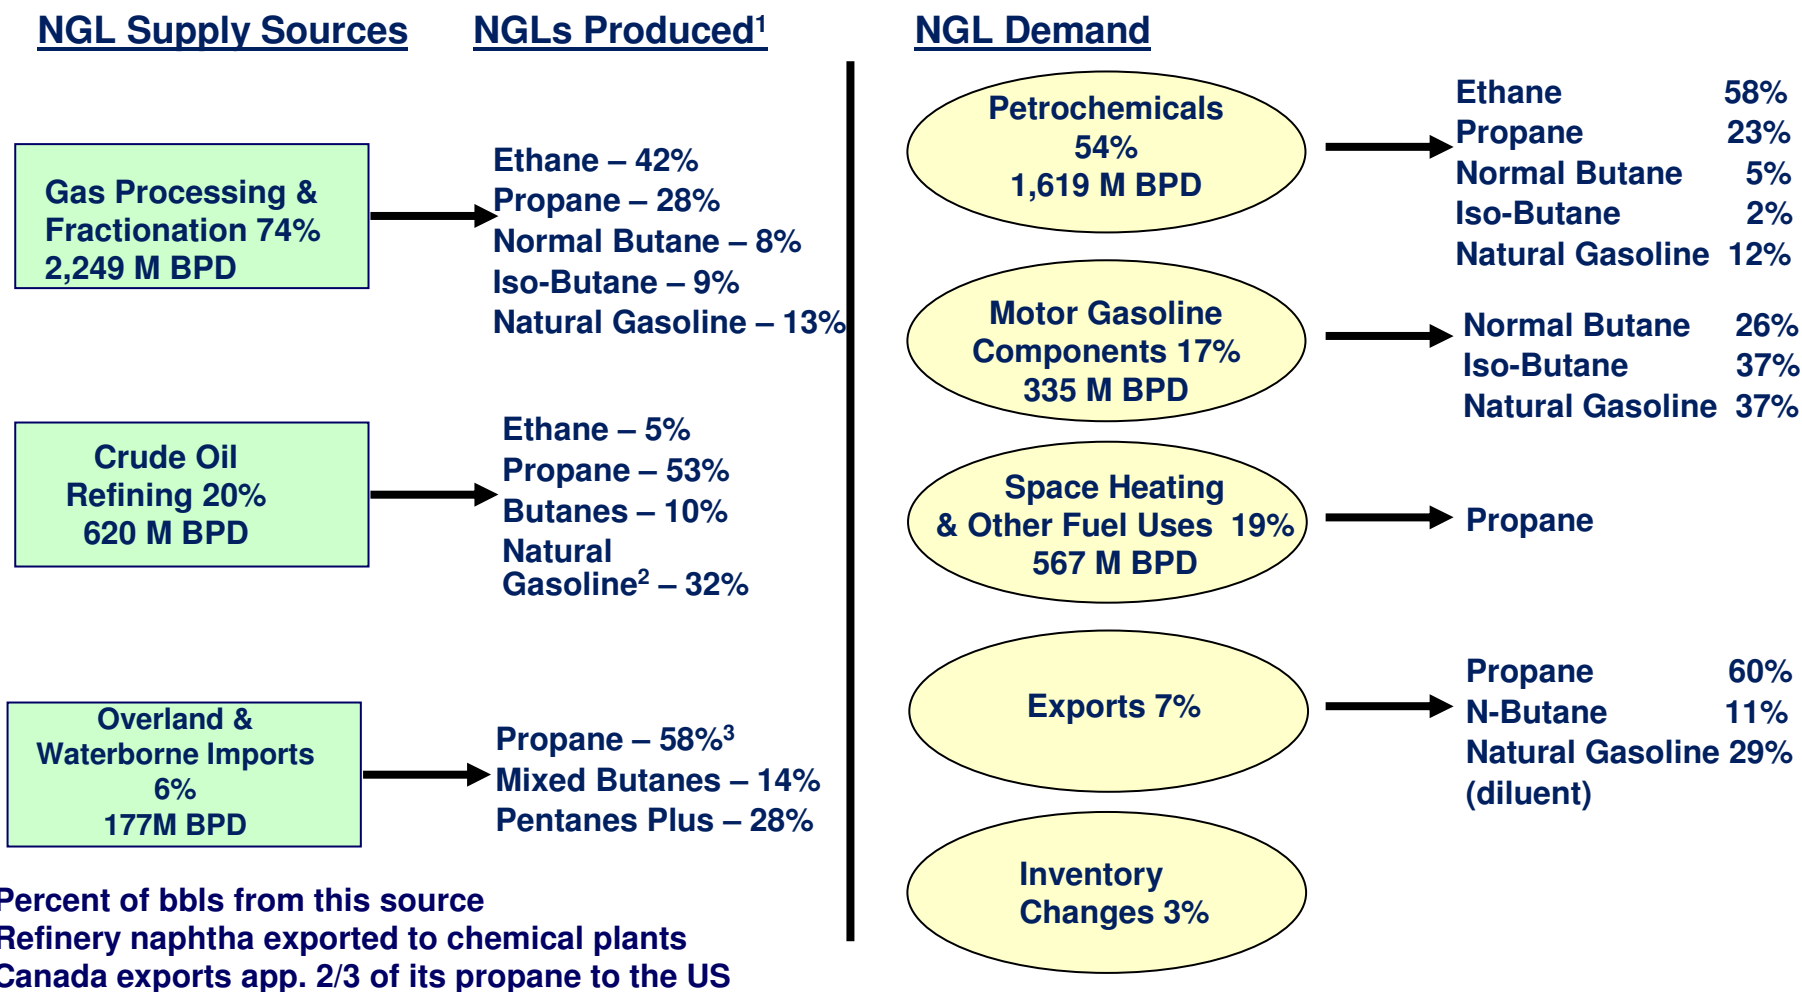 NGL Supply Sources
NGLs Produced¹
NGL Demand
Gas Processing &
Fractionation 74%
2,249 M BPD
Ethane – 42%
Propane – 28%
Normal Butane – 8%
Iso-Butane – 9%
Natural Gasoline – 13%
Crude Oil
Refining 20%
620 M BPD
Ethane – 5%
Propane – 53%
Butanes – 10%
Natural
Gasoline² – 32%
Overland &
Waterborne Imports
6%
177M BPD
Propane – 58%³
Mixed Butanes – 14%
Pentanes Plus – 28%
Percent of bbls from this source
Refinery naphtha exported to chemical plants
Canada exports app. 2/3 of its propane to the US
Petrochemicals
54%
1,619 M BPD
Ethane 58%
Propane 23%
Normal Butane 5%
Iso-Butane 2%
Natural Gasoline 12%
Motor Gasoline
Components 17%
335 M BPD
Normal Butane 26%
Iso-Butane 37%
Natural Gasoline 37%
Space Heating
& Other Fuel Uses 19%
567 M BPD
Propane
Exports 7%
Propane 60%
N-Butane 11%
Natural Gasoline 29%
(diluent)
Inventory
Changes 3%